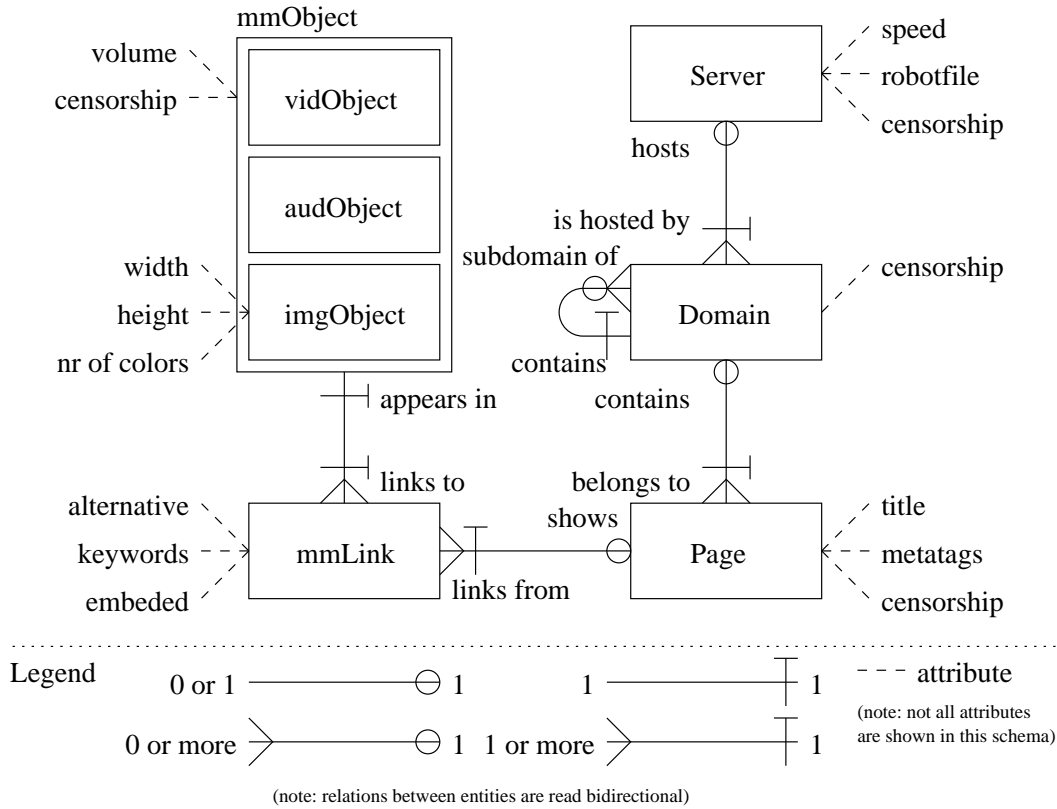 mmObject
volume
censorship
vidObject
audObject
width
height
nr of colors
imgObject
appears in
links to
alternative
keywords
embeded
mmLink
links from
shows
Server
speed
robotfile
censorship
hosts
is hosted by
subdomain of
Domain
censorship
contains
contains
belongs to
Page
title
metatags
censorship
Legend
0 or 1 1
1 1
attribute
0 or more 1
1 or more 1
(note: not all attributes
are shown in this schema)
(note: relations between entities are read bidirectional)